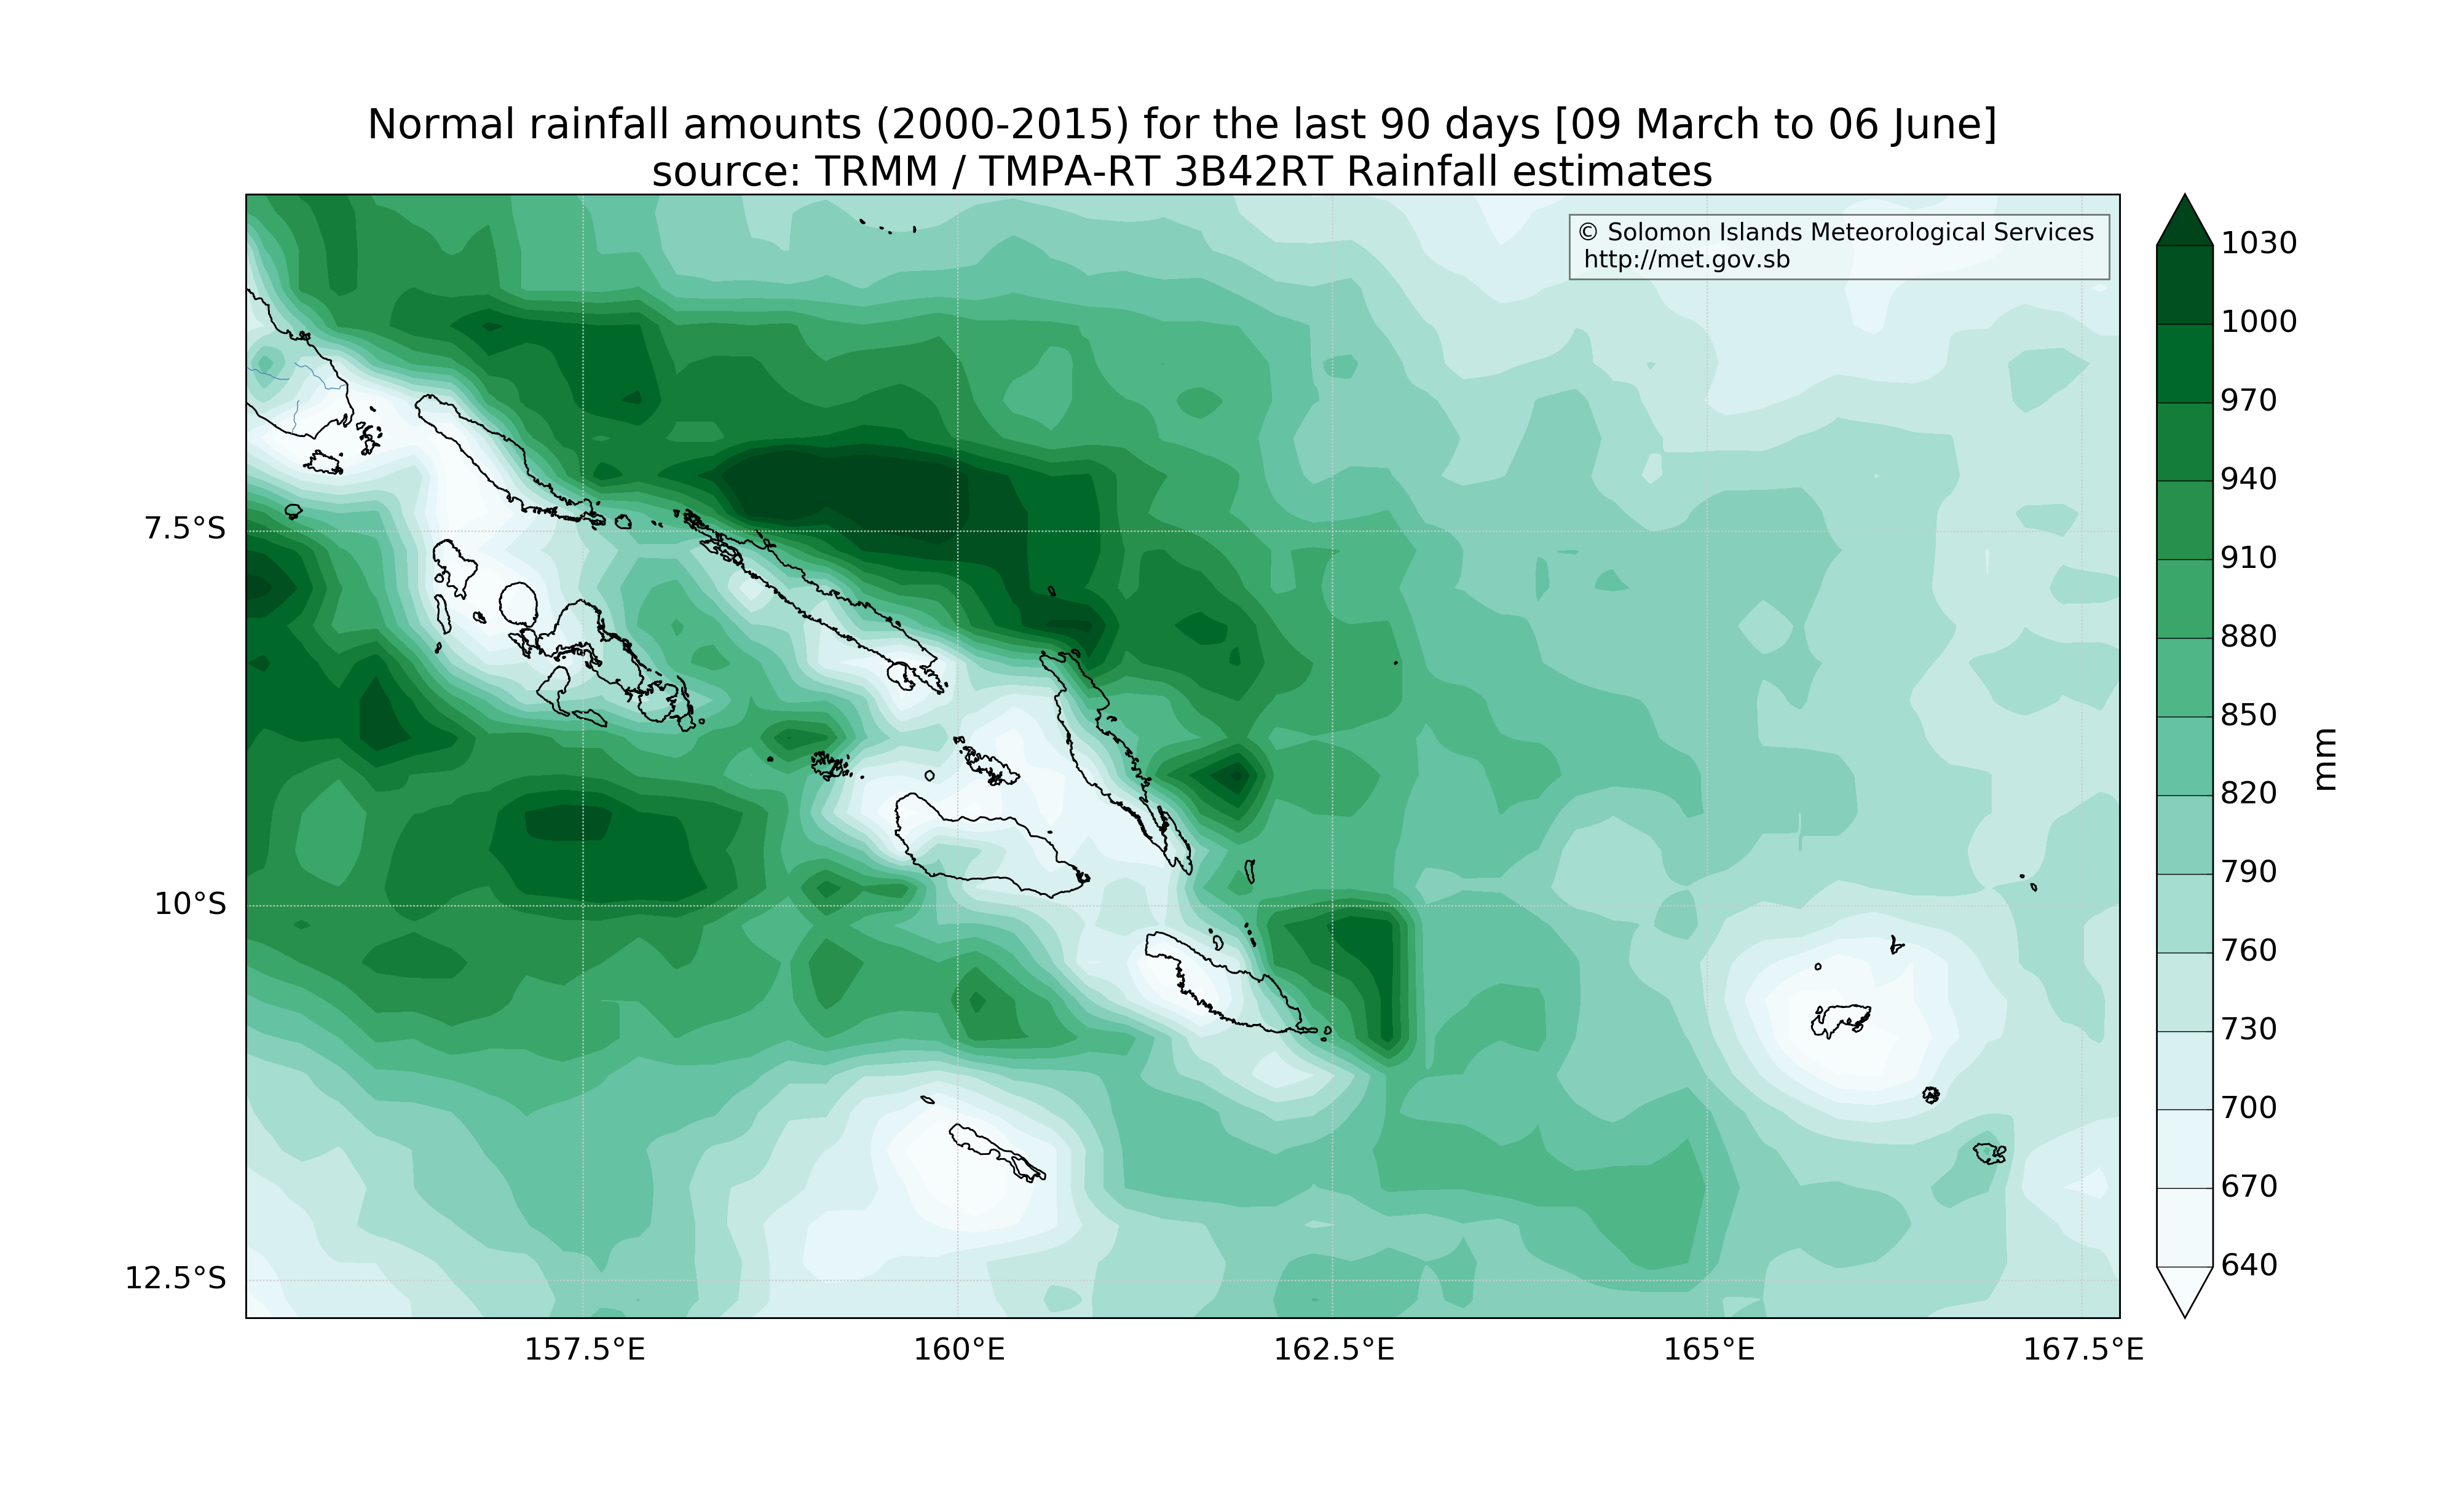 Normal rainfall amounts (2000-2015) for the last 90 days [09 March to 06 June]
source: TRMM / TMPA-RT 3B42RT Rainfall estimates
© Solomon Islands Meteorological Services
http://met.gov.sb
1030
1000
970
940
910
880
850
820
790
760
730
700
670
640
mm
7.5°S
10°S
12.5°S
157.5°E
160°E
162.5°E
165°E
167.5°E